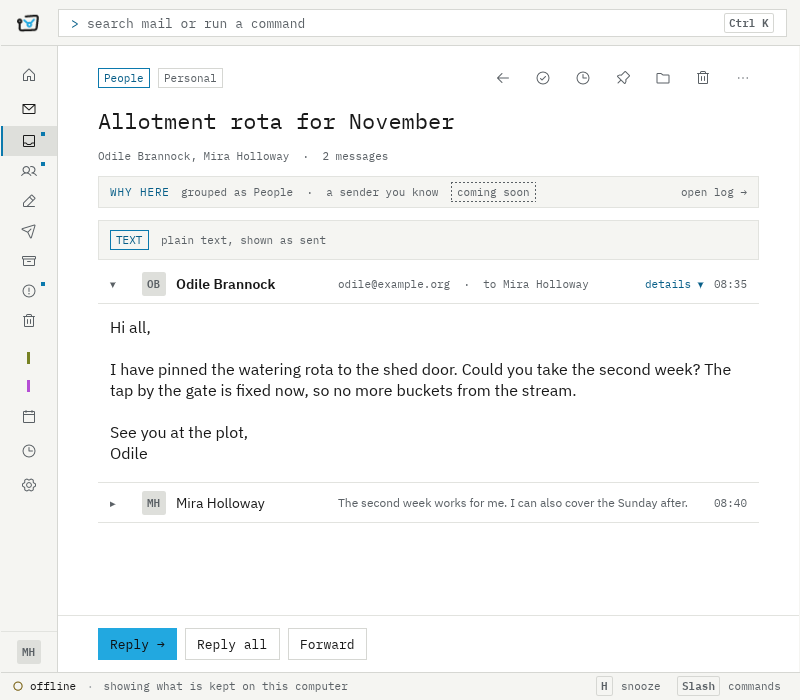 > search mail or run a command Ctrl K
People Personal
Allotment rota for November
Odile Brannock, Mira Holloway · 2 messages
WHY HERE grouped as People · a sender you know coming soon open log →
TEXT plain text, shown as sent
▾ OB Odile Brannock odile@example.org · to Mira Holloway details ▾ 08:35
Hi all,
I have pinned the watering rota to the shed door. Could you take the second week? The
tap by the gate is fixed now, so no more buckets from the stream.
See you at the plot,
Odile
▸ MH Mira Holloway The second week works for me. I can also cover the Sunday after. 08:40
Reply → Reply all Forward
MH
offline · showing what is kept on this computer H snooze Slash commands